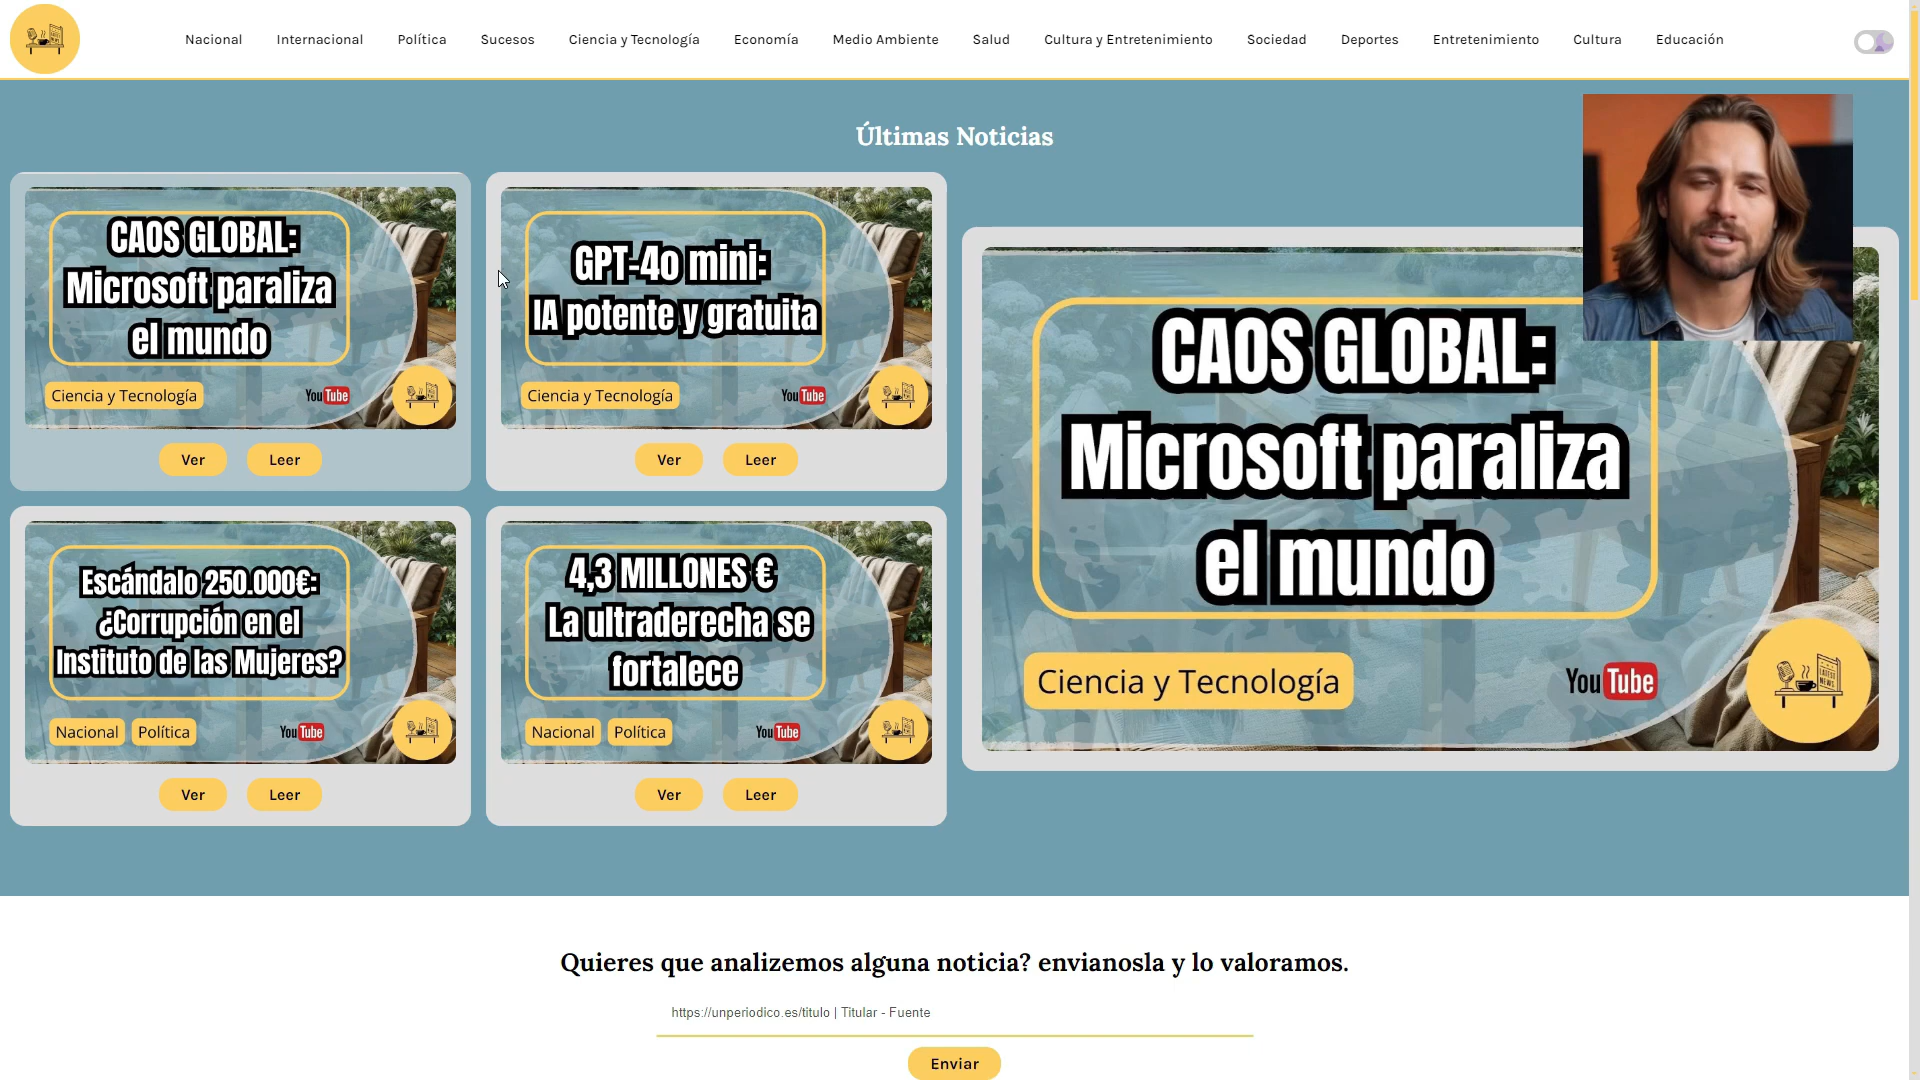 Nacional Internacional Política Sucesos Ciencia y Tecnología Economía Medio Ambiente Salud Cultura y Entretenimiento Sociedad Deportes Entretenimiento Cultura Educación
Últimas Noticias
CAOS GLOBAL:
Microsoft paraliza
el mundo
Ciencia y Tecnología
YouTube
Ver
Leer
GPT-4o mini:
IA potente y gratuita
Ciencia y Tecnología
YouTube
Ver
Leer
Escándalo 250.000€:
¿Corrupción en el
Instituto de las Mujeres?
Nacional
Política
YouTube
Ver
Leer
4,3 MILLONES €
La ultraderecha se
fortalece
Nacional
Política
YouTube
Ver
Leer
CAOS GLOBAL:
Microsoft paraliza
el mundo
Ciencia y Tecnología
YouTube
LATEST
NEWS
Quieres que analizemos alguna noticia? envianosla y lo valoramos.
https://unperiodico.es/titulo | Titular - Fuente
Enviar